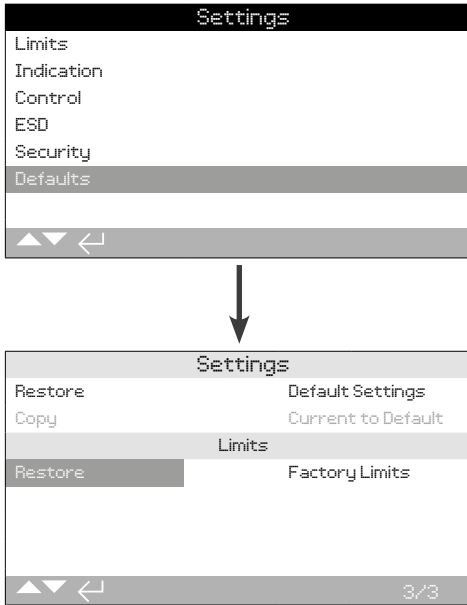 Settings
Limits
Indication
Control
ESD
Security
Defaults
Settings
Restore Default Settings
Copy Current to Default
Limits
Restore Factory Limits
3/3